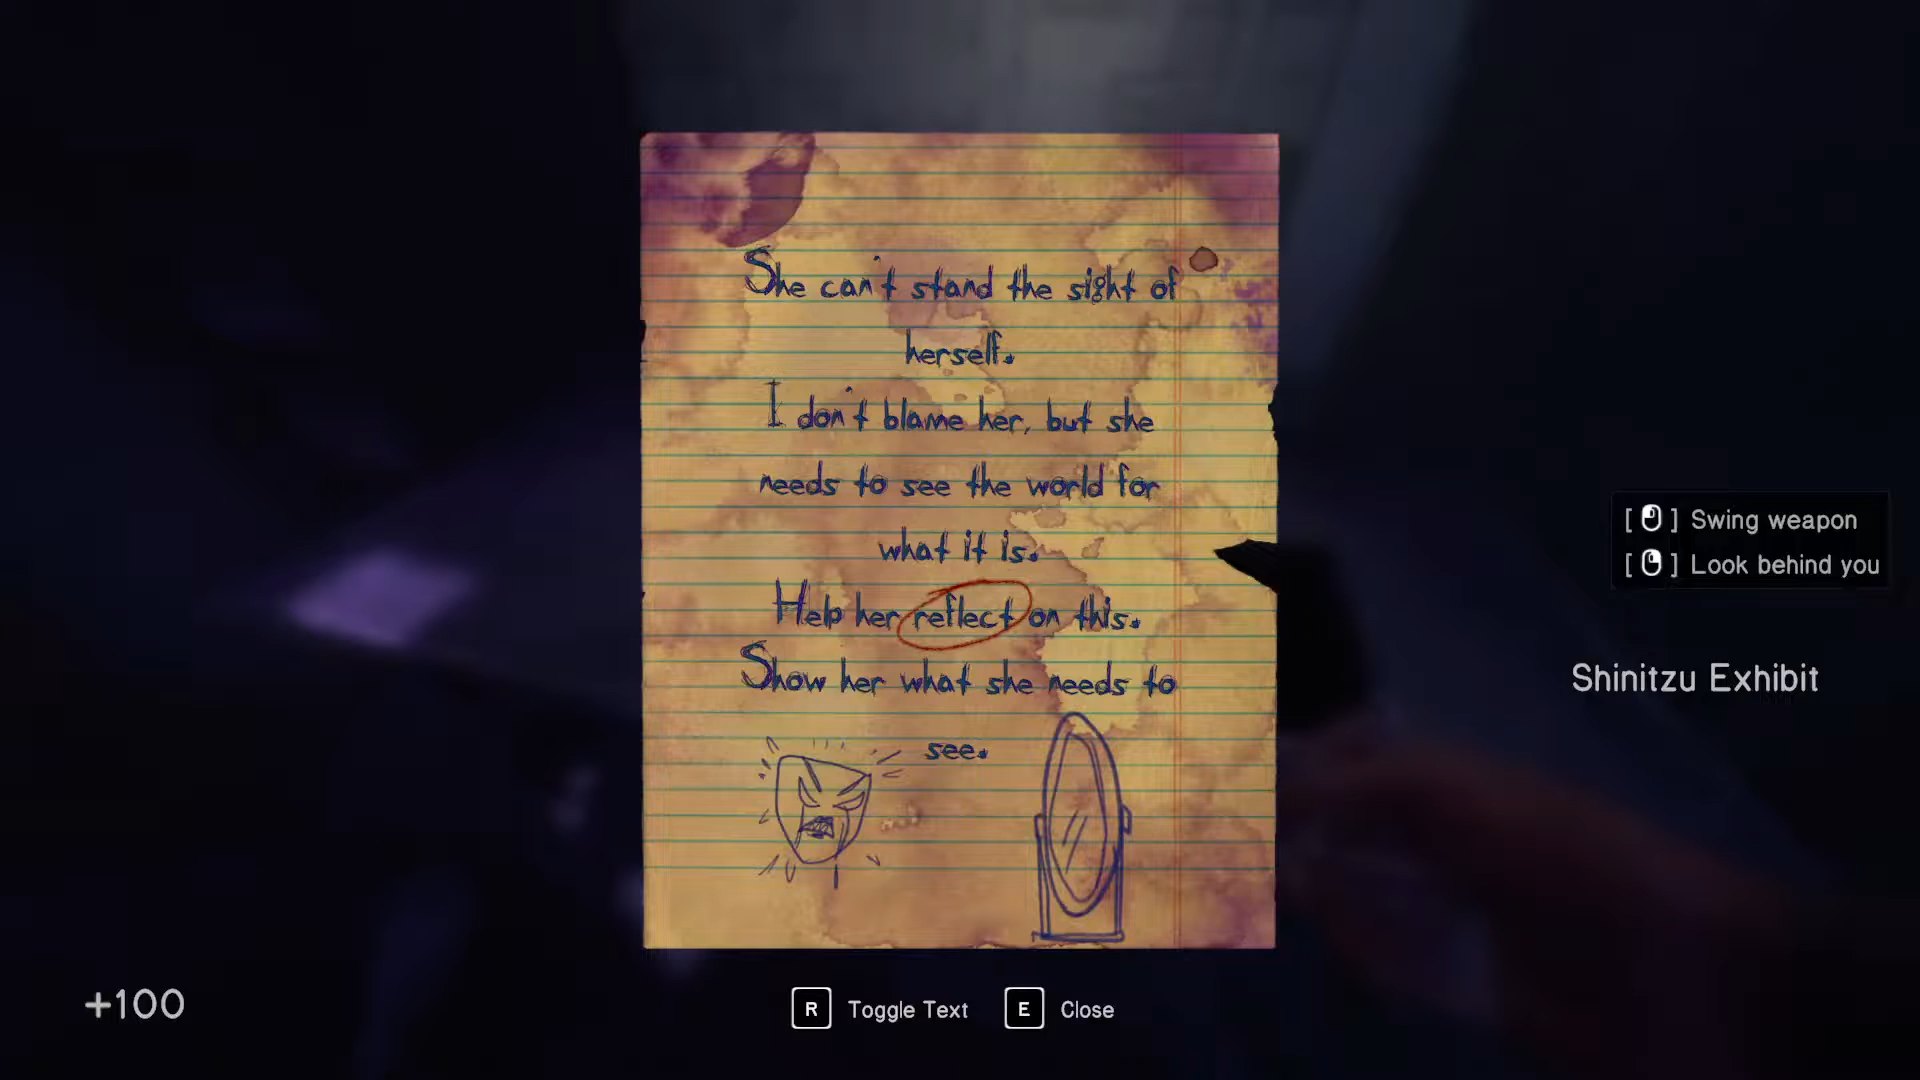 She can't stand the sight of
herself.
I don't blame her, but she
needs to see the world for
what it is.
Help her reflect on this.
Show her what she needs to
see.
[ ] Swing weapon
[ ] Look behind you
Shinitzu Exhibit
+100
R Toggle Text E Close